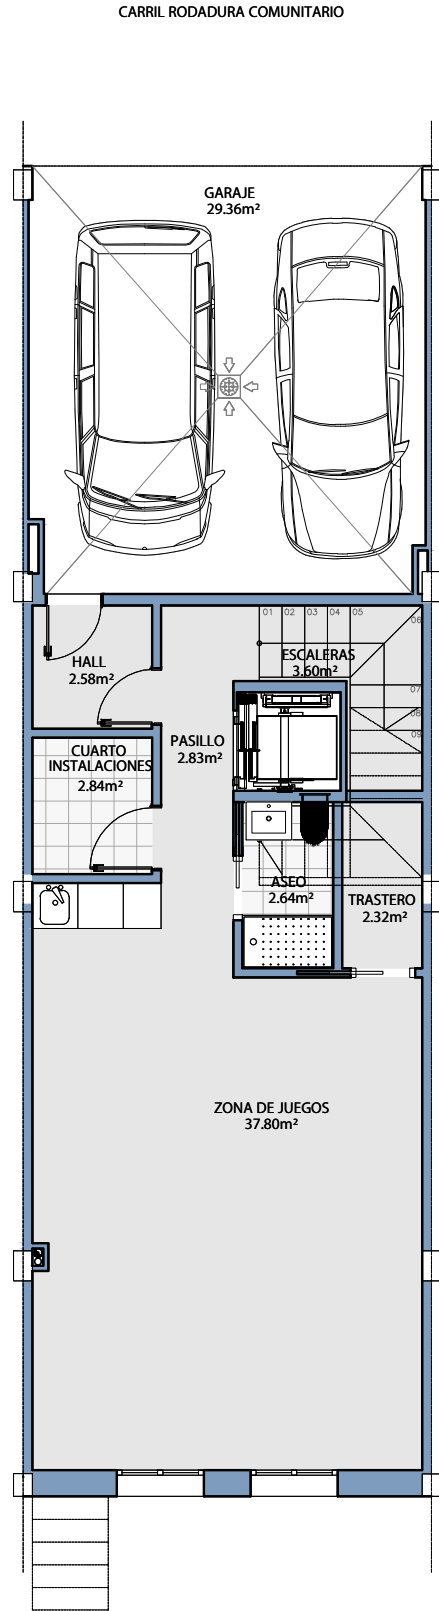 CARRIL RODADURA COMUNITARIO
GARAJE
29.36m²
01 02 03 04 05
06
07
08
09
HALL
2.58m²
ESCALERAS
3.60m²
PASILLO
2.83m²
CUARTO
INSTALACIONES
2.84m²
ASEO
2.64m²
TRASTERO
2.32m²
ZONA DE JUEGOS
37.80m²